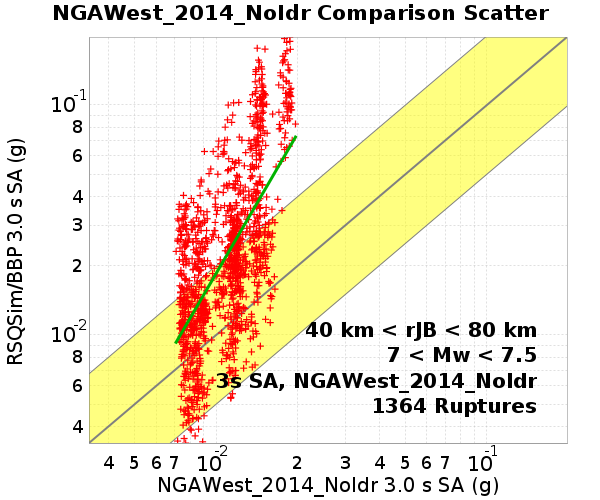 NGAWest_2014_NoIdr Comparison Scatter
10-1
8
6
4
3
2
10-2
8
6
4
RSQSim/BBP 3.0 s SA (g)
40 km < rJB < 80 km
7 < Mw < 7.5
3s SA, NGAWest_2014_NoIdr
1364 Ruptures
4 5 6 7 10-2 2 3 4 5 6 7 10-1 2
NGAWest_2014_NoIdr 3.0 s SA (g)